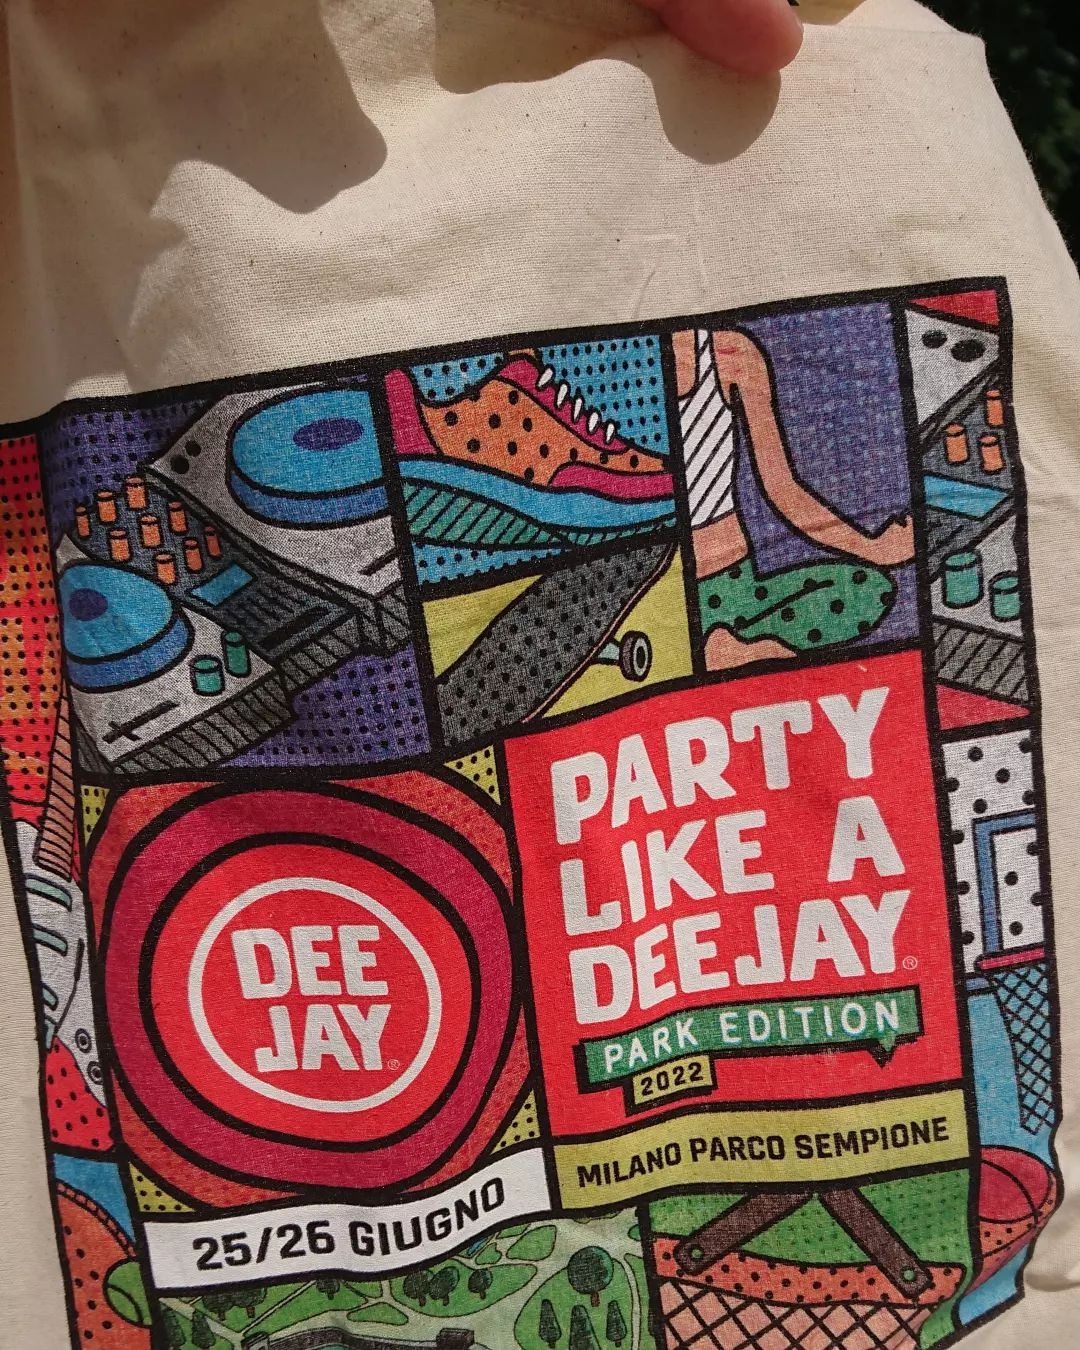 PARTY
LIKE A
DEEJAY®
PARK EDITION
2022
DEE
JAY®
MILANO PARCO SEMPIONE
25/26 GIUGNO